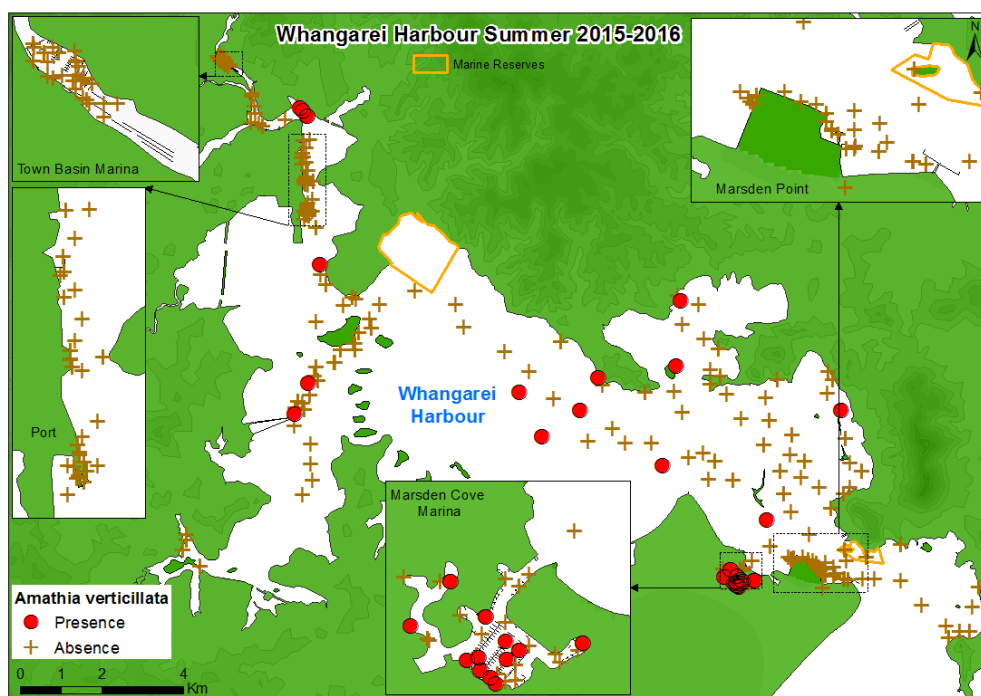 Whangarei Harbour Summer 2015-2016
Marine Reserves
N
Town Basin Marina
Marsden Point
Port
Whangarei
Harbour
Marsden Cove
Marina
Amathia verticillata
Presence
Absence
0 1 2 4
Km